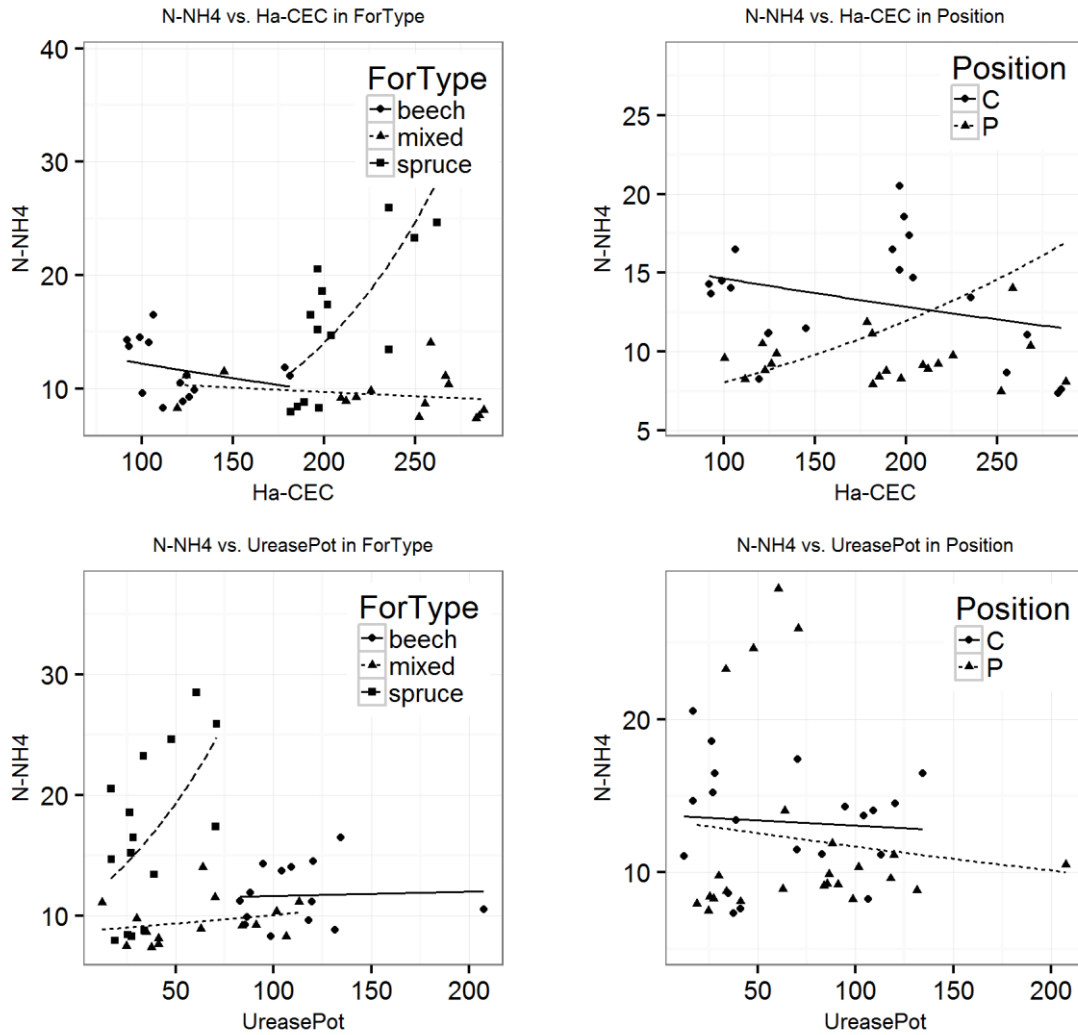 N-NH4 vs. Ha-CEC in ForType
40
30
20
10
N-NH4
ForType
beech
mixed
spruce
100
150
200
250
Ha-CEC
N-NH4 vs. Ha-CEC in Position
25
20
15
10
5
N-NH4
Position
C
P
100
150
200
250
Ha-CEC
N-NH4 vs. UreasePot in ForType
30
20
10
N-NH4
ForType
beech
mixed
spruce
50
100
150
200
UreasePot
N-NH4 vs. UreasePot in Position
20
10
N-NH4
Position
C
P
50
100
150
200
UreasePot